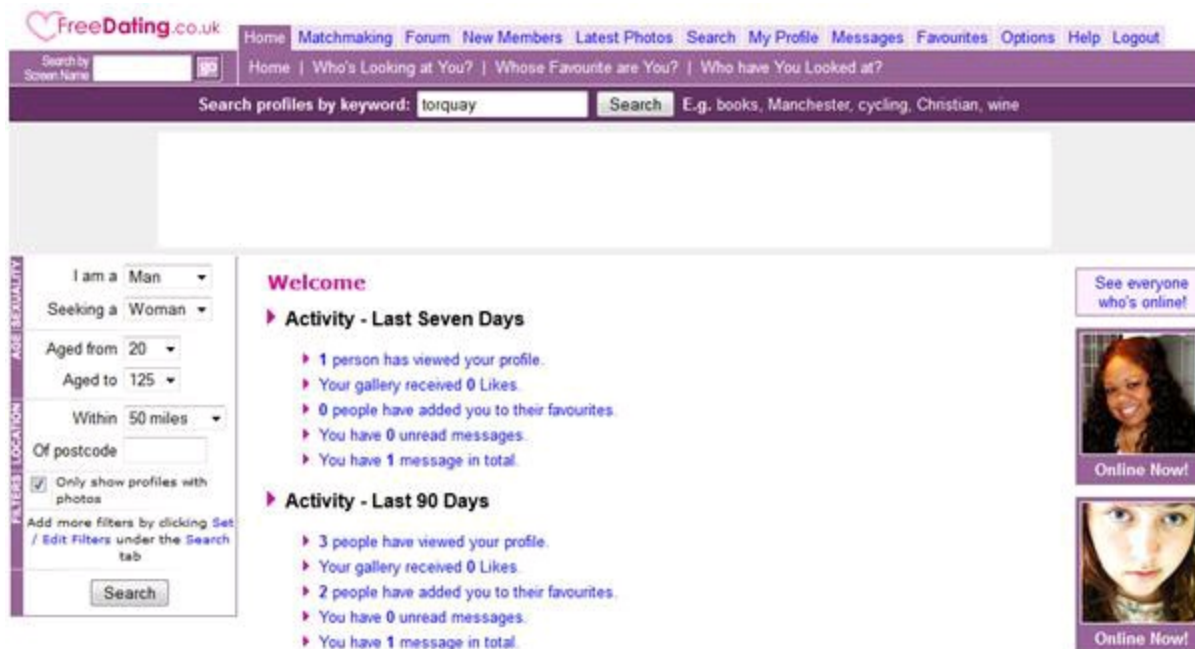 FreeDating.co.uk
Home Matchmaking Forum New Members Latest Photos Search My Profile Messages Favourites Options Help Logout
Search by
Screen Name
go
Home | Who's Looking at You? | Whose Favourite are You? | Who have You Looked at?
Search profiles by keyword: torquay Search E.g. books, Manchester, cycling, Christian, wine
SEXUALITY
I am a Man
Seeking a Woman
AGE
Aged from 20
Aged to 125
LOCATION
Within 50 miles
Of postcode
FILTERS
Only show profiles with
photos
Add more filters by clicking Set
/ Edit Filters under the Search
tab
Search
Welcome
Activity - Last Seven Days
1 person has viewed your profile.
Your gallery received 0 Likes.
0 people have added you to their favourites.
You have 0 unread messages.
You have 1 message in total.
Activity - Last 90 Days
3 people have viewed your profile.
Your gallery received 0 Likes.
2 people have added you to their favourites.
You have 0 unread messages.
You have 1 message in total.
See everyone
who's online!
Online Now!
Online Now!